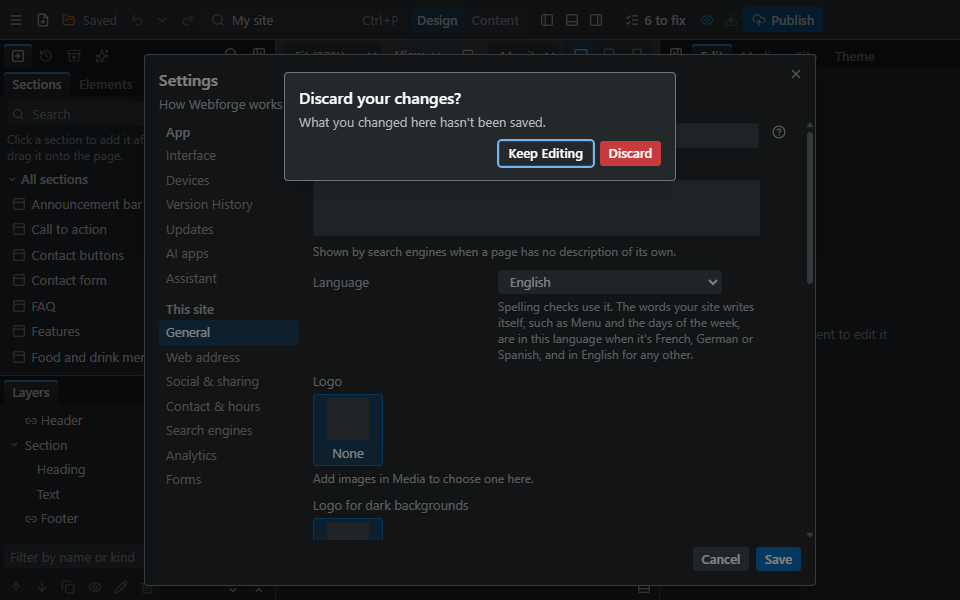 Saved
My site
Ctrl+P
Design
Content
6 to fix
Publish
Sections
Elements
Search
Click a section to add it af
drag it onto the page.
All sections
Announcement bar
Call to action
Contact buttons
Contact form
FAQ
Features
Food and drink mer
Layers
Header
Section
Heading
Text
Footer
Filter by name or kind
Edit
Theme
Settings
How Webforge works
App
Interface
Devices
Version History
Updates
AI apps
Assistant
This site
General
Web address
Social & sharing
Contact & hours
Search engines
Analytics
Forms
Discard your changes?
What you changed here hasn't been saved.
Keep Editing
Discard
Shown by search engines when a page has no description of its own.
Language
English
Spelling checks use it. The words your site writes
itself, such as Menu and the days of the week,
are in this language when it's French, German or
Spanish, and in English for any other.
Logo
None
Add images in Media to choose one here.
Logo for dark backgrounds
Cancel
Save
ent to edit it